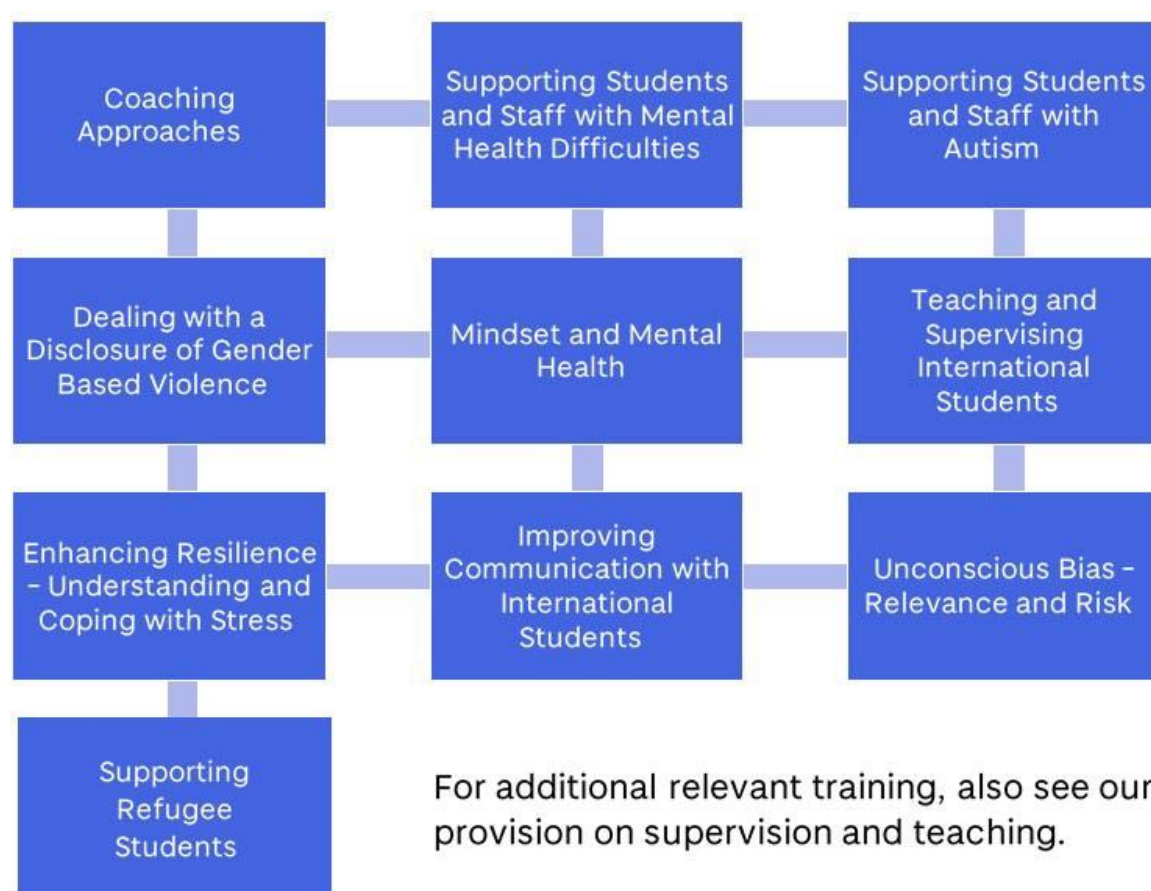 Coaching
Approaches
Supporting Students
and Staff with Mental
Health Difficulties
Supporting Students
and Staff with
Autism
Dealing with a
Disclosure of Gender
Based Violence
Mindset and Mental
Health
Teaching and
Supervising
International
Students
Enhancing Resilience
– Understanding and
Coping with Stress
Improving
Communication with
International
Students
Unconscious Bias –
Relevance and Risk
Supporting
Refugee
Students
For additional relevant training, also see our
provision on supervision and teaching.